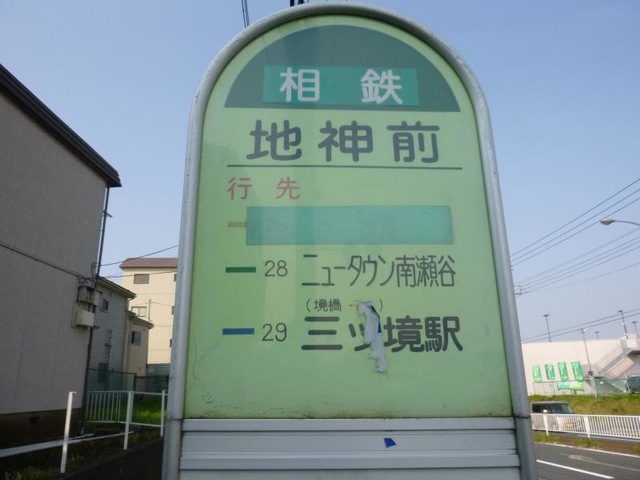 相鉄
地神前
行先
28 ニュータウン南瀬谷
(境橋
)
29 三ツ境駅